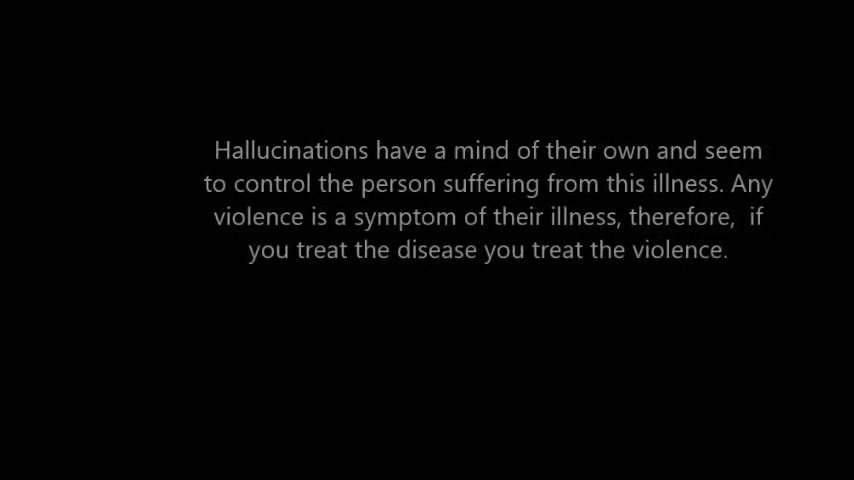 Hallucinations have a mind of their own and seem
to control the person suffering from this illness. Any
violence is a symptom of their illness, therefore,  if
you treat the disease you treat the violence.